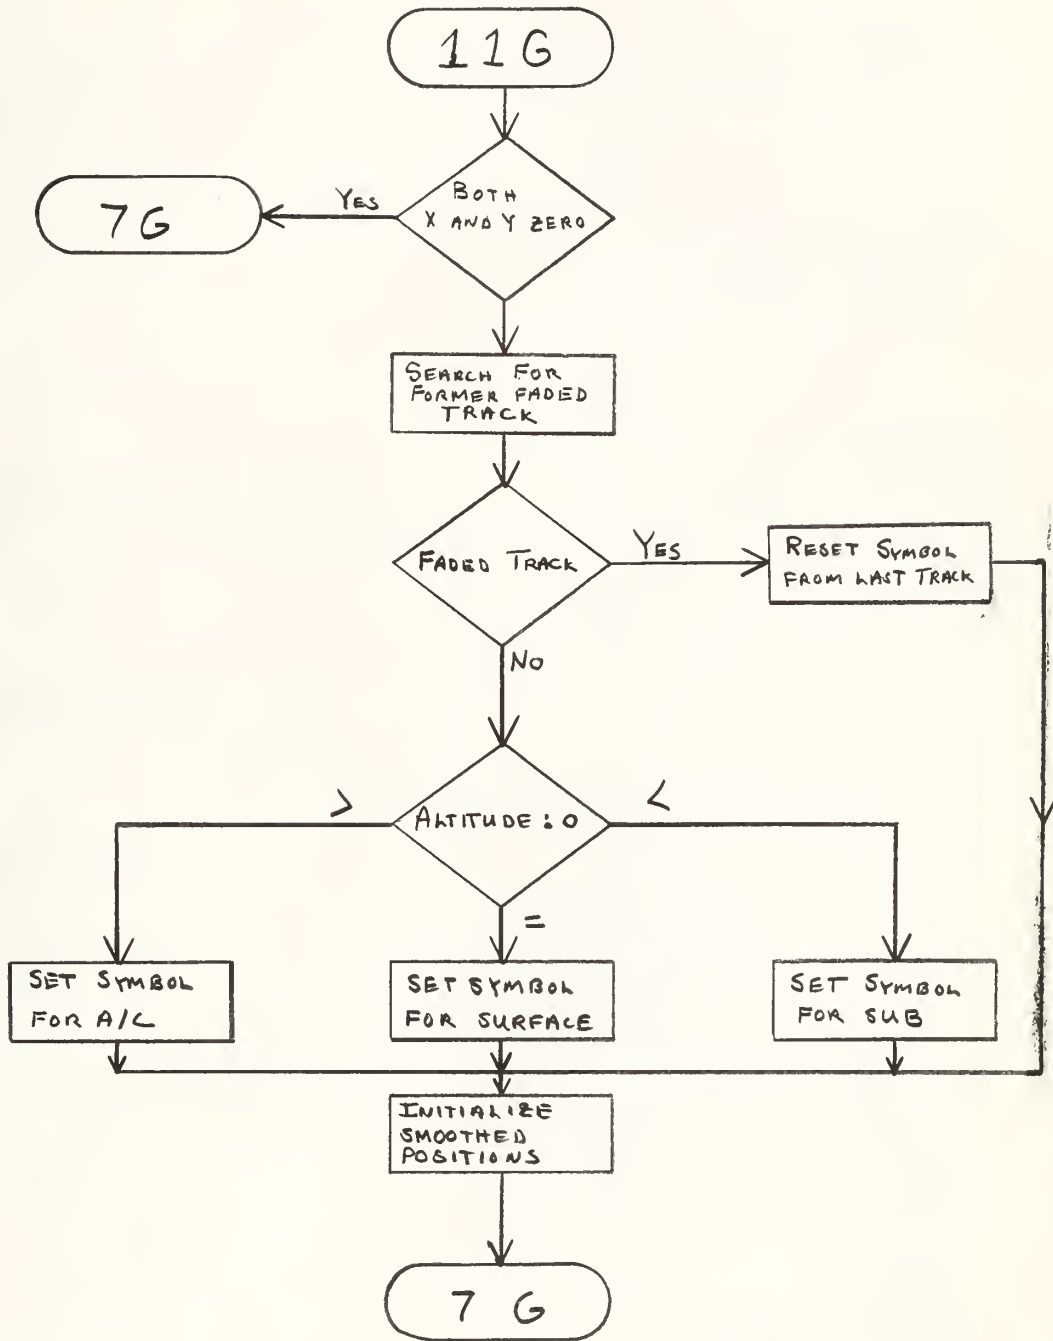 11G
BOTH
X AND Y ZERO
YES
7G
SEARCH FOR
FORMER FADED
TRACK
FADED TRACK
YES
RESET SYMBOL
FROM LAST TRACK
NO
ALTITUDE : 0
>
<
=
SET SYMBOL
FOR A/C
SET SYMBOL
FOR SURFACE
SET SYMBOL
FOR SUB
INITIALIZE
SMOOTHED
POSITIONS
7 G